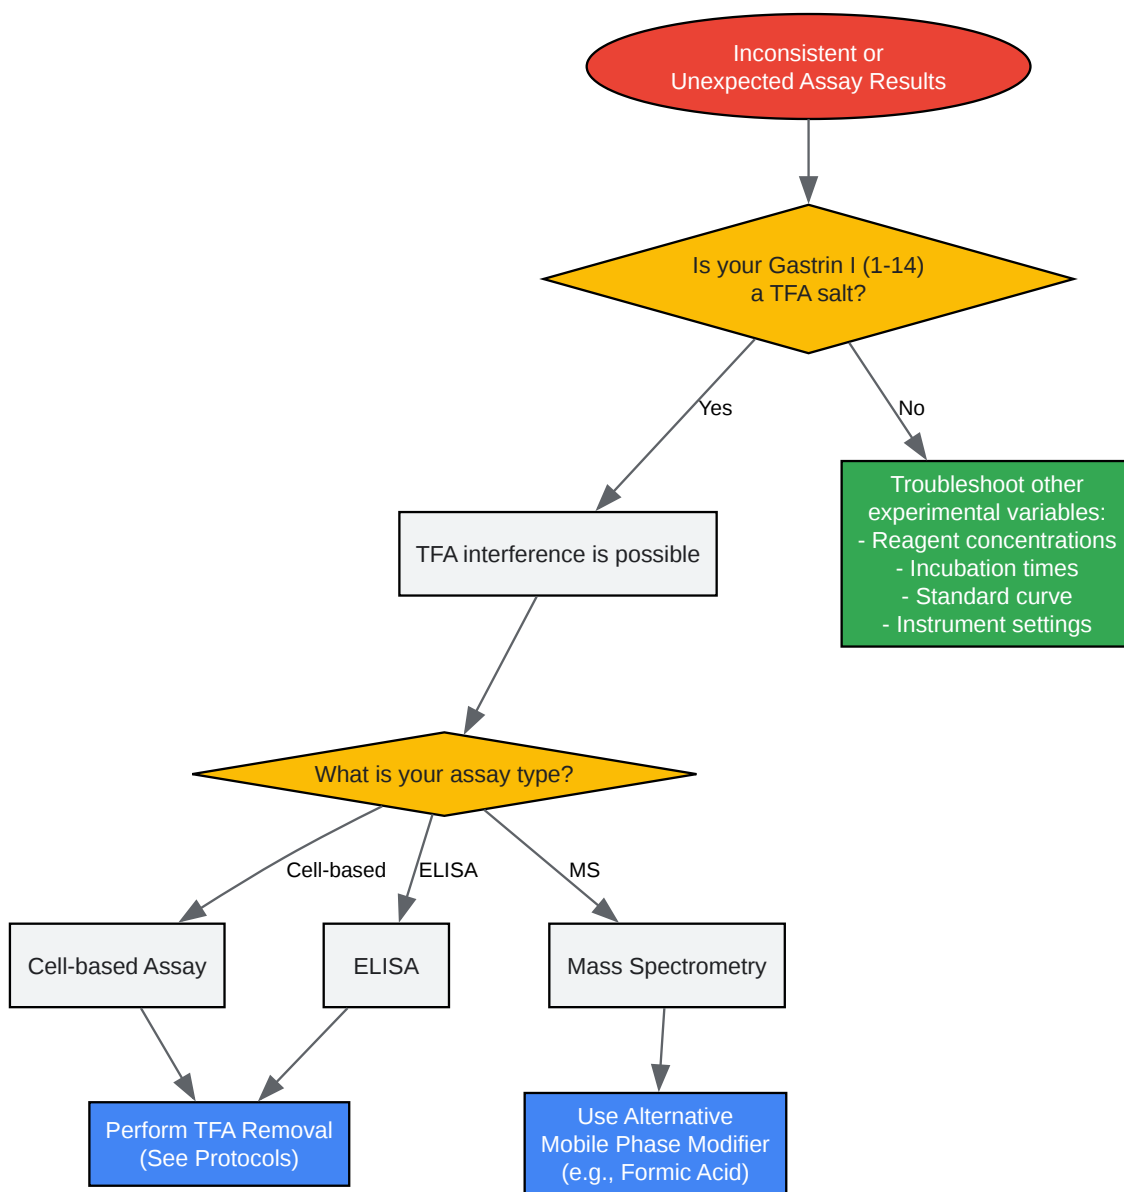 Inconsistent or
Unexpected Assay Results
Is your Gastrin I (1-14)
a TFA salt?
Yes
No
Troubleshoot other
experimental variables:
- Reagent concentrations
- Incubation times
- Standard curve
- Instrument settings
TFA interference is possible
What is your assay type?
Cell-based
ELISA
MS
Cell-based Assay
ELISA
Mass Spectrometry
Perform TFA Removal
(See Protocols)
Use Alternative
Mobile Phase Modifier
(e.g., Formic Acid)